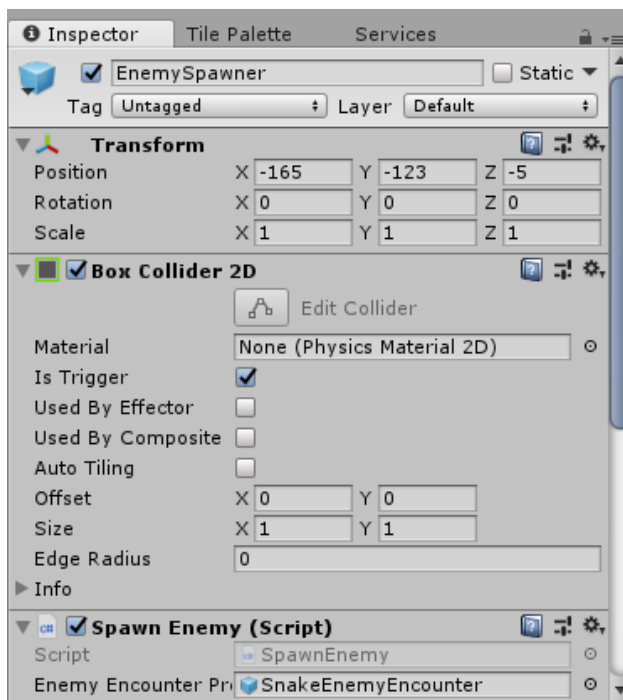 Inspector Tile Palette Services
EnemySpawner Static
Tag Untagged Layer Default
Transform
Position X -165 Y -123 Z -5
Rotation X 0 Y 0 Z 0
Scale X 1 Y 1 Z 1
Box Collider 2D
Edit Collider
Material None (Physics Material 2D)
Is Trigger
Used By Effector
Used By Composite
Auto Tiling
Offset X 0 Y 0
Size X 1 Y 1
Edge Radius 0
Info
C# Spawn Enemy (Script)
Script SpawnEnemy
Enemy Encounter Pr SnakeEnemyEncounter